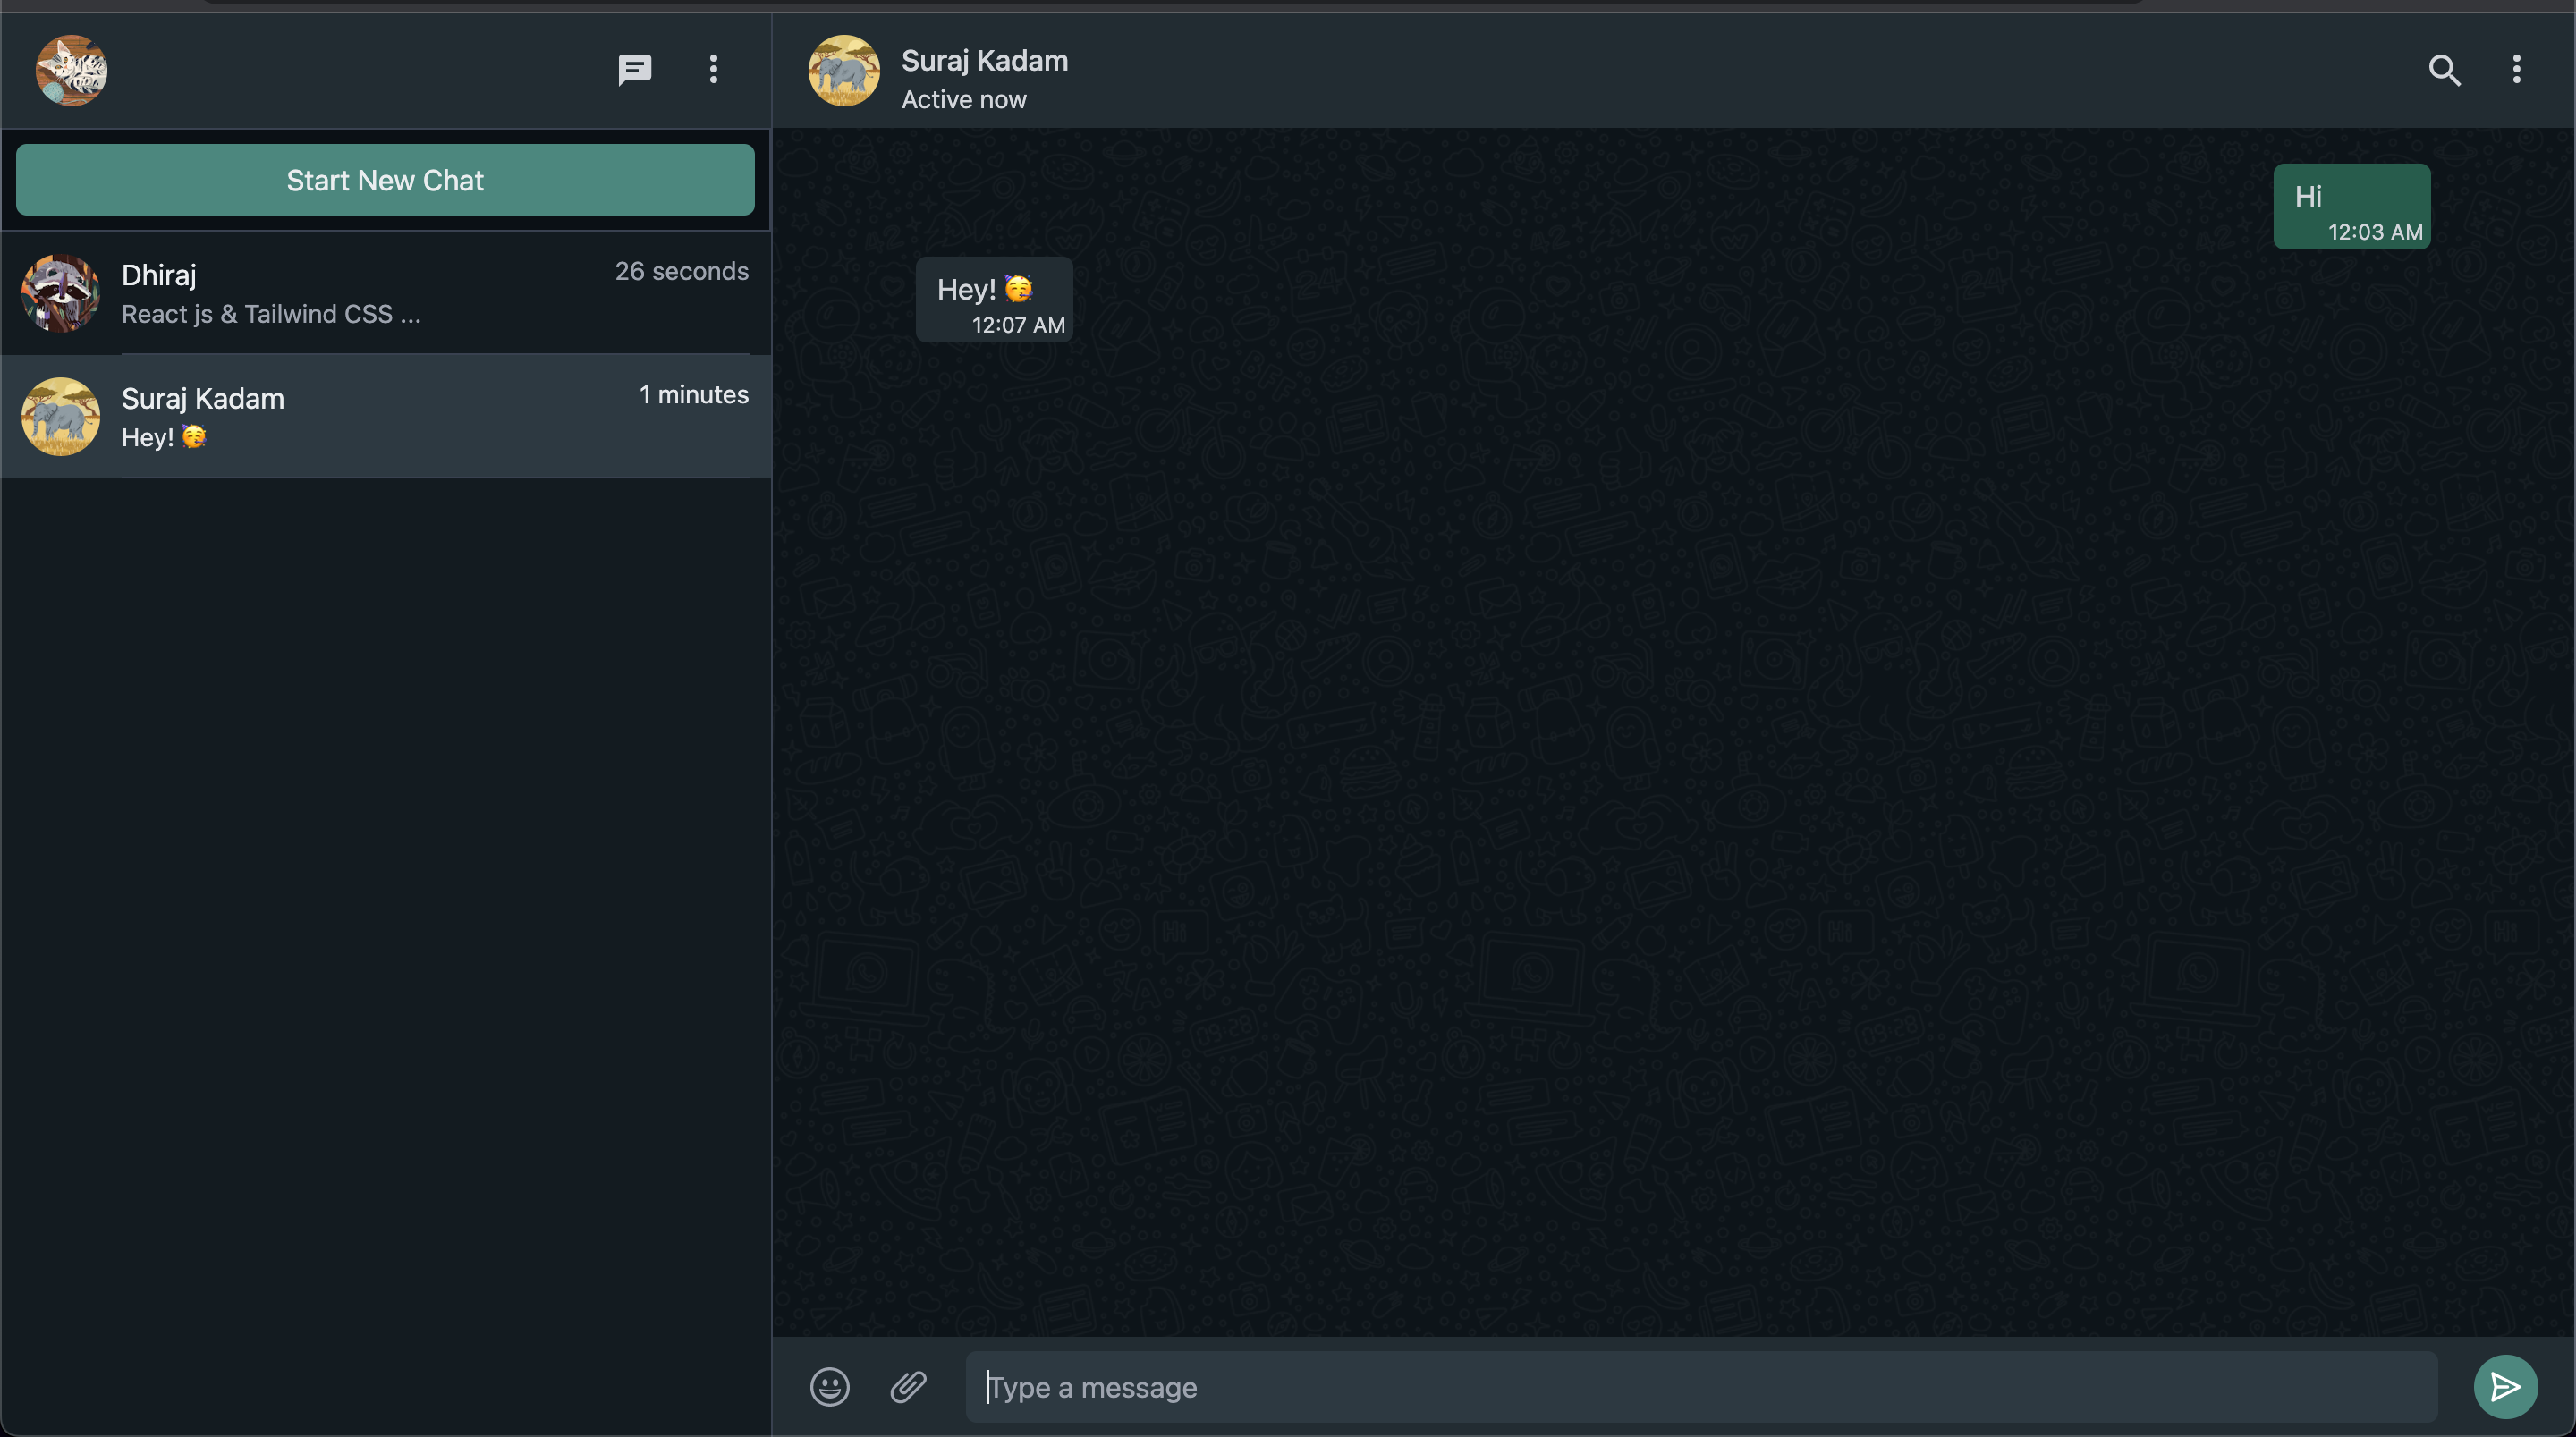 Start New Chat
Dhiraj
26 seconds
React js & Tailwind CSS ...
Suraj Kadam
1 minutes
Hey! 🥳
Suraj Kadam
Active now
Hi
12:03 AM
Hey! 🥳
12:07 AM
Type a message